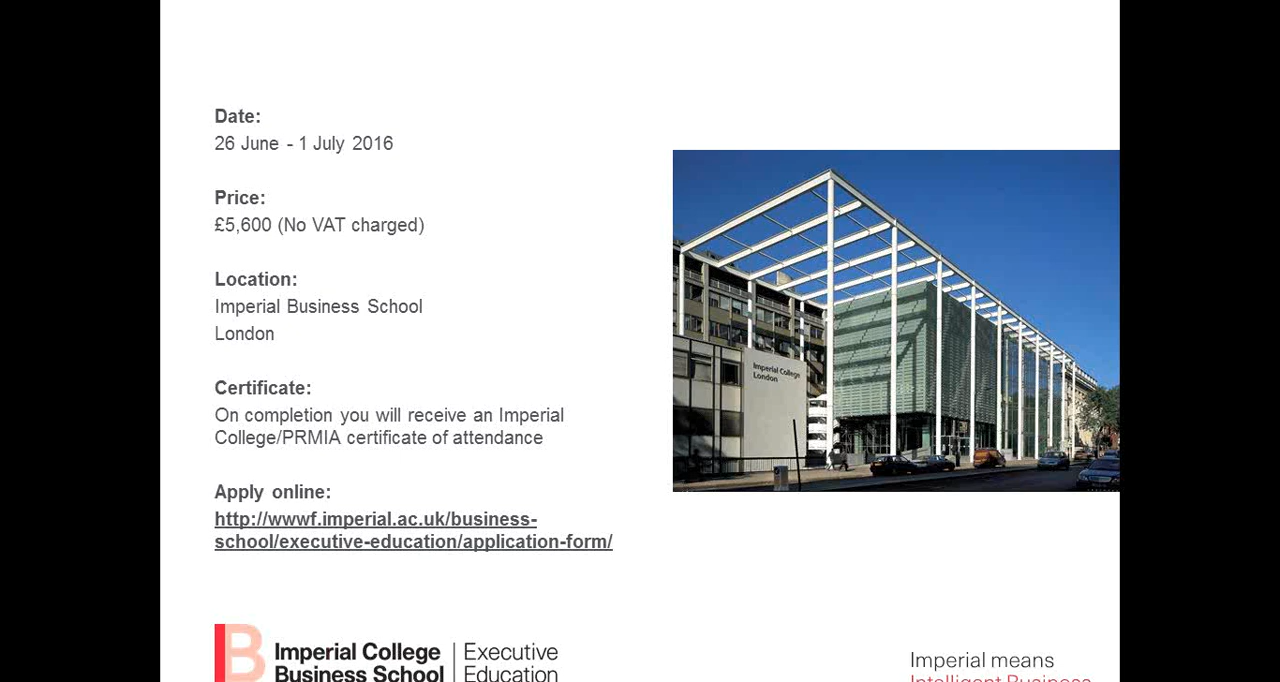 Date:
26 June - 1 July 2016
Price:
£5,600 (No VAT charged)
Location:
Imperial Business School
London
Certificate:
On completion you will receive an Imperial
College/PRMIA certificate of attendance
Apply online:
http://wwwf.imperial.ac.uk/business-
school/executive-education/application-form/
Imperial College
London
B
Imperial College
Business School
Executive
Education
Imperial means
Intelligent Business